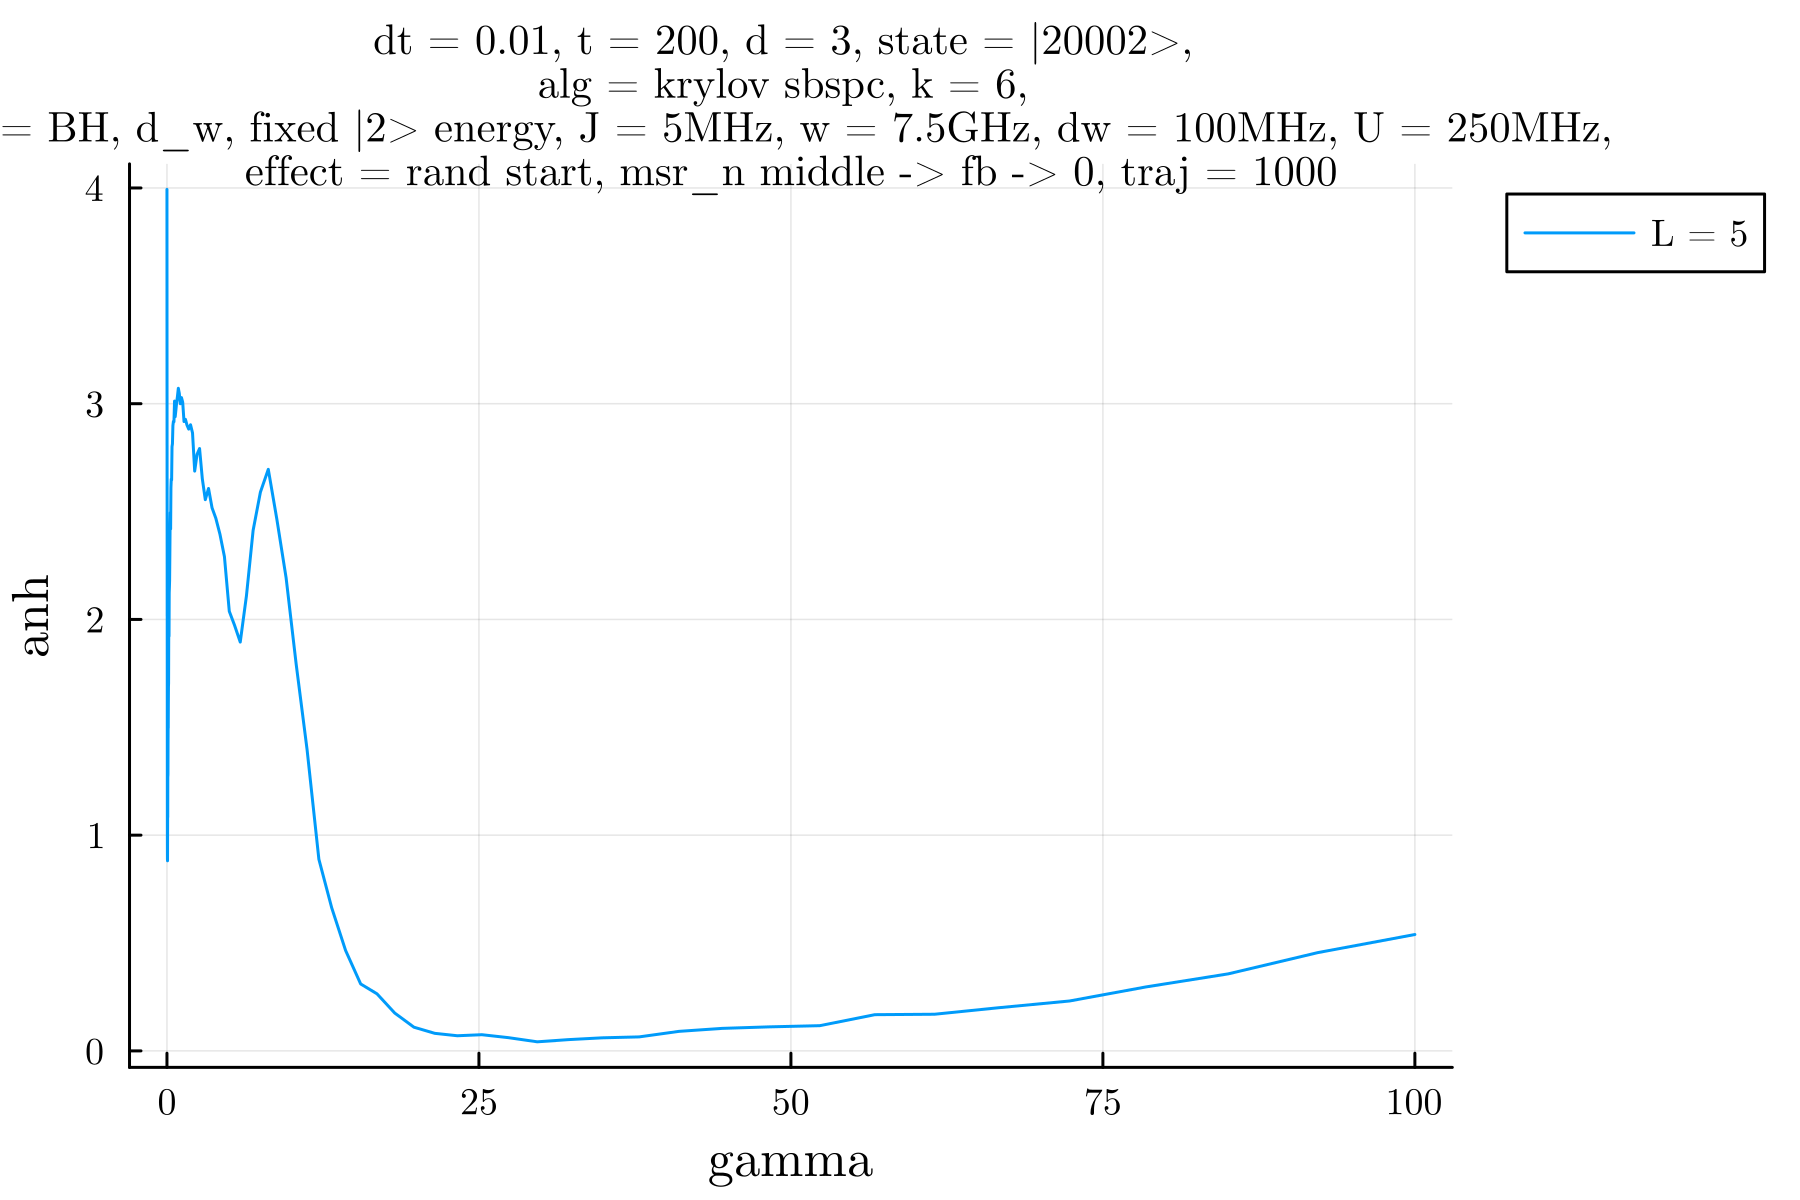 dt = 0.01, t = 200, d = 3, state = |20002>,
alg = krylov sbspc, k = 6,
= BH, d_w, fixed |2> energy, J = 5MHz, w = 7.5GHz, dw = 100MHz, U = 250MHz,
effect = rand start, msr_n middle -> fb -> 0, traj = 1000
L = 5
4
3
2
1
0
anh
0 25 50 75 100
gamma